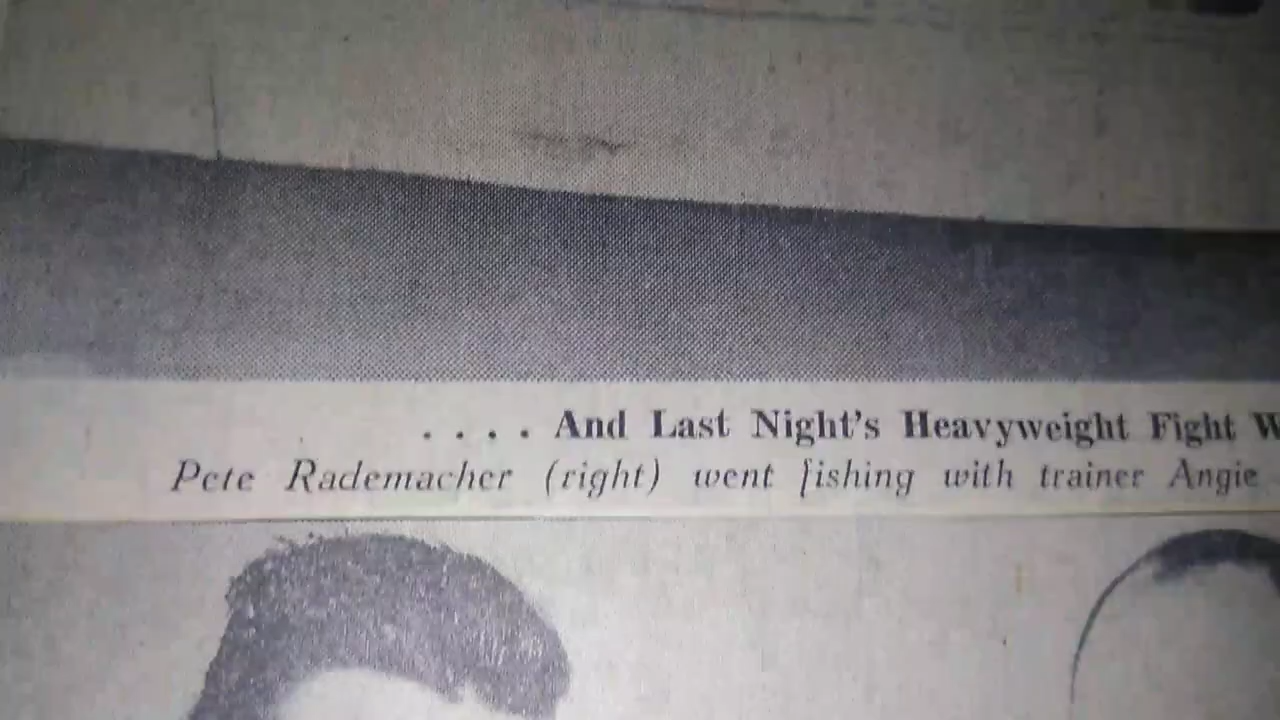 . . . . And Last Night's Heavyweight Fight W
Pete Rademacher (right) went fishing with trainer Angie